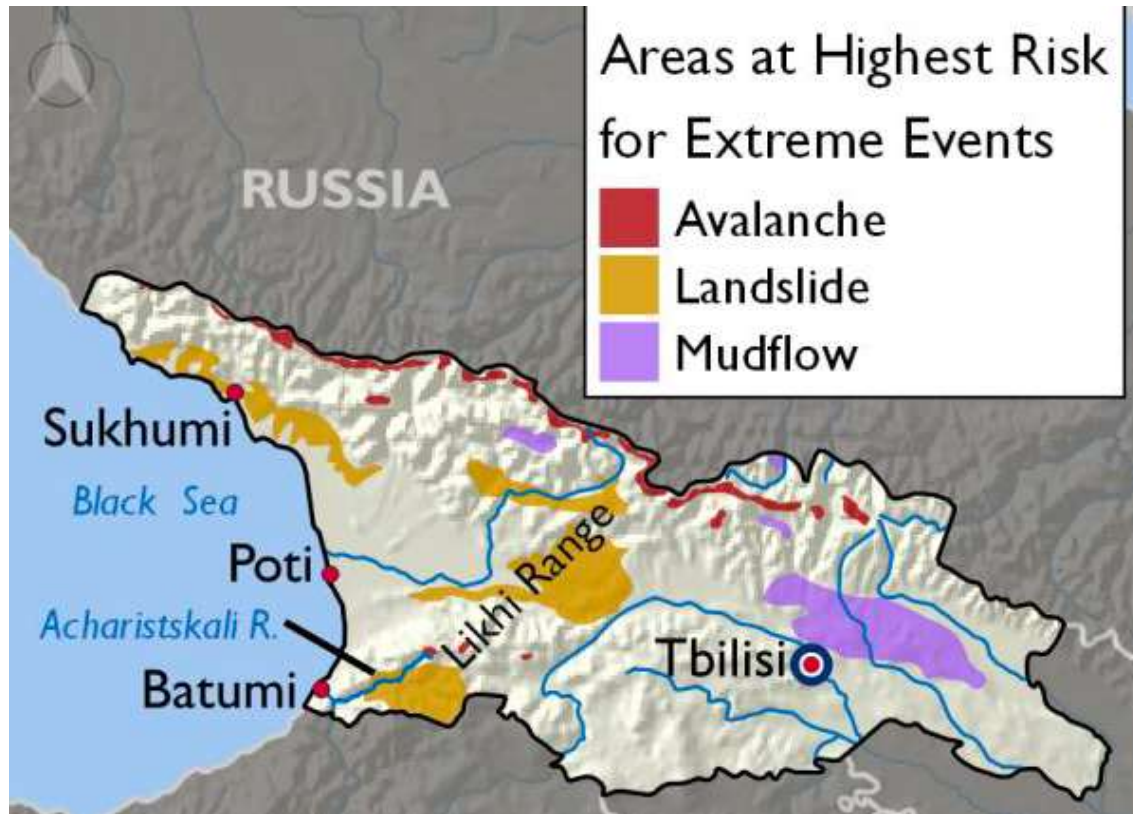 N
Areas at Highest Risk
for Extreme Events
Avalanche
Landslide
Mudflow
RUSSIA
Sukhumi
Black Sea
Poti
Acharistskali R.
Batumi
Likhi Range
Tbilisi